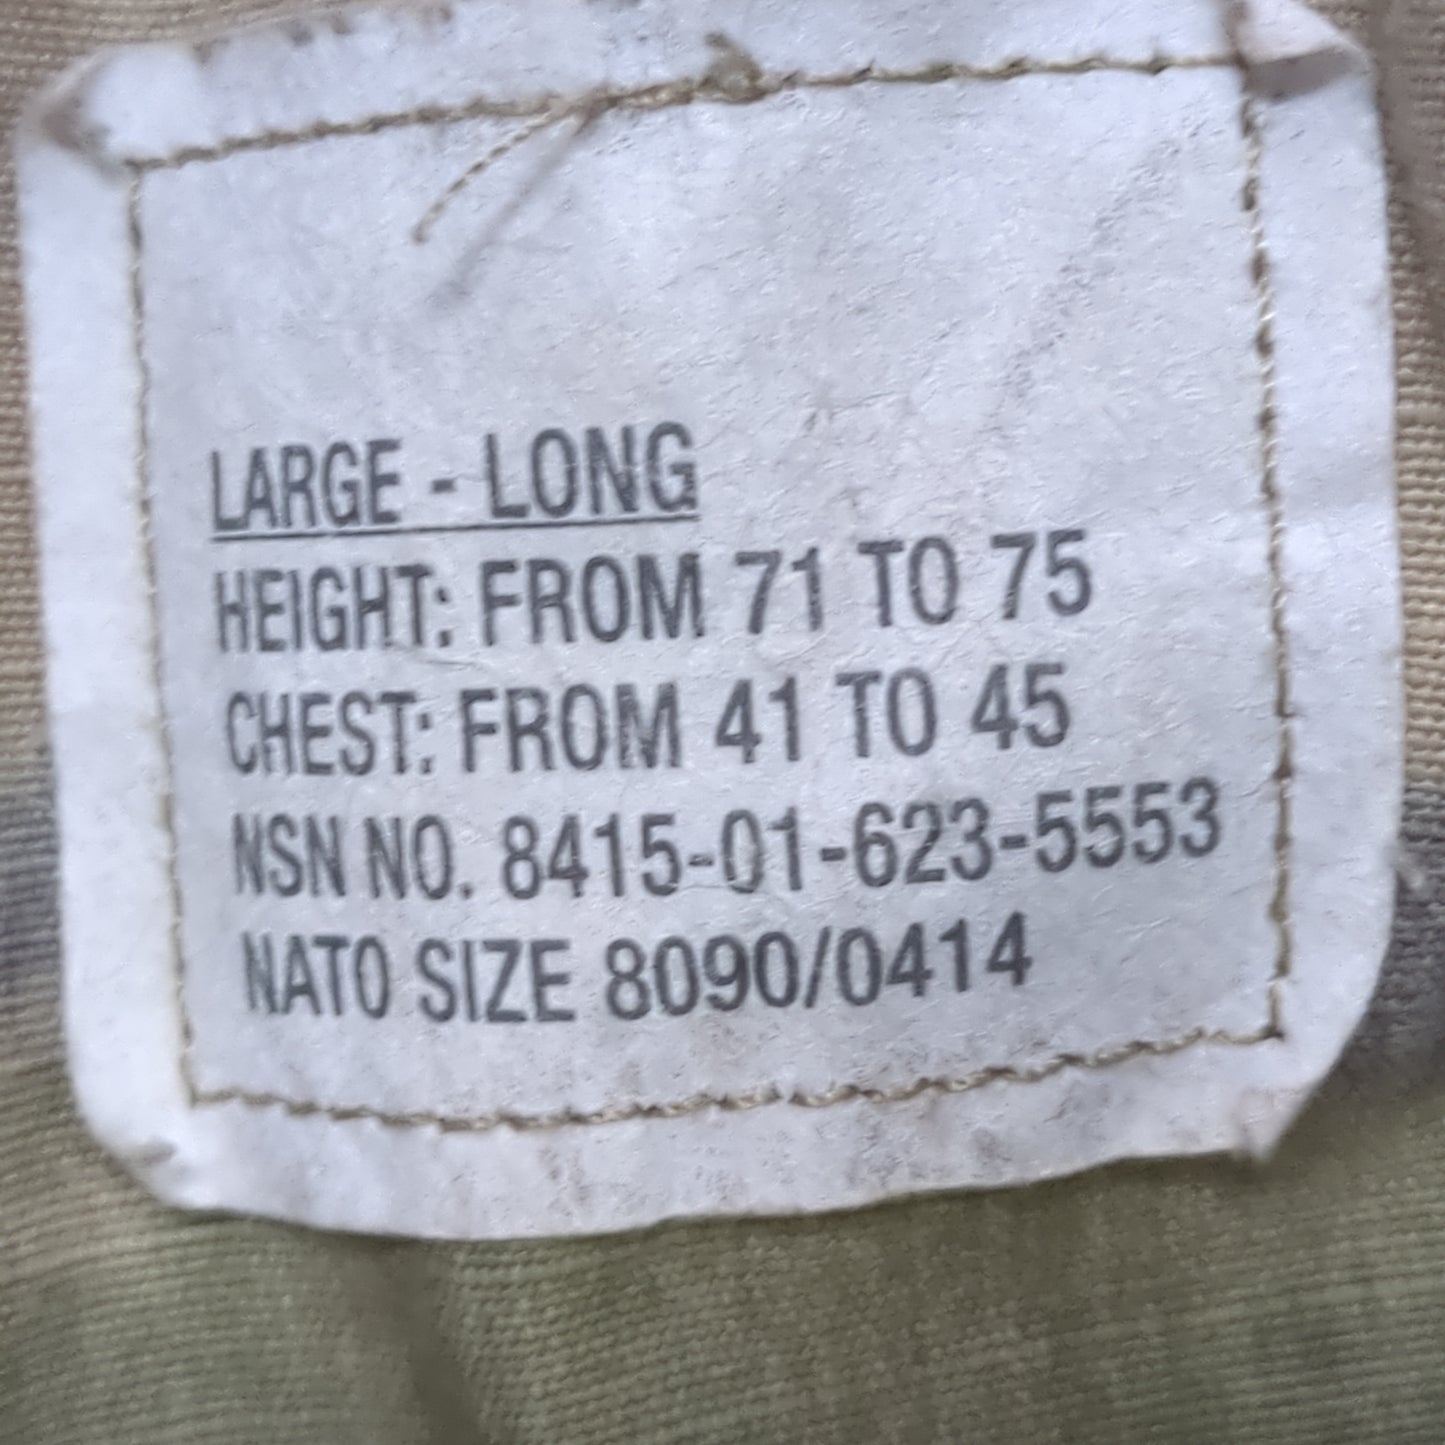 LARGE - LONG
HEIGHT: FROM 71 TO 75
CHEST: FROM 41 TO 45
NSN NO. 8415-01-623-5553
NATO SIZE 8090/0414